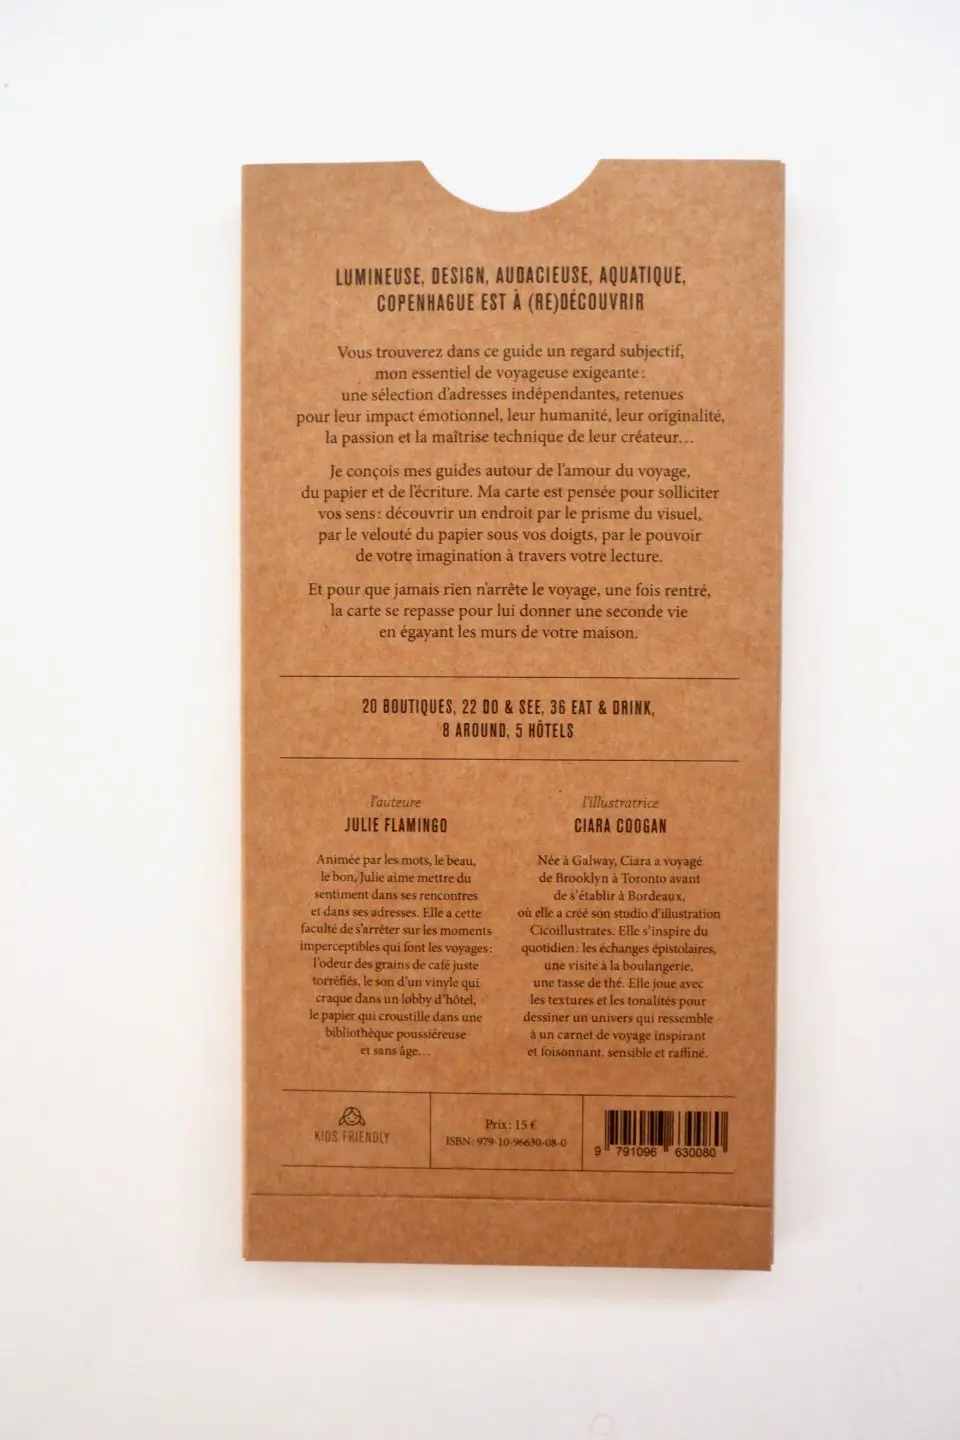 LUMINEUSE, DESIGN, AUDACIEUSE, AQUATIQUE,
COPENHAGUE EST À (RE)DÉCOUVRIR
Vous trouverez dans ce guide un regard subjectif,
mon essentiel de voyageuse exigeante :
une sélection d'adresses indépendantes, retenues
pour leur impact émotionnel, leur humanité, leur originalité,
la passion et la maîtrise technique de leur créateur...
Je conçois mes guides autour de l'amour du voyage,
du papier et de l'écriture. Ma carte est pensée pour solliciter
vos sens : découvrir un endroit par le prisme du visuel,
par le velouté du papier sous vos doigts, par le pouvoir
de votre imagination à travers votre lecture.
Et pour que jamais rien n'arrête le voyage, une fois rentré,
la carte se repasse pour lui donner une seconde vie
en égayant les murs de votre maison.
20 BOUTIQUES, 22 DO & SEE, 36 EAT & DRINK,
8 AROUND, 5 HÔTELS
l'auteure
JULIE FLAMINGO
Animée par les mots, le beau,
le bon, Julie aime mettre du
sentiment dans ses rencontres
et dans ses adresses. Elle a cette
faculté de s'arrêter sur les moments
imperceptibles qui font les voyages :
l'odeur des grains de café juste
torréfiés, le son d'un vinyle qui
craque dans un lobby d'hôtel,
le papier qui croustille dans une
bibliothèque poussiéreuse
et sans âge...
l'illustratrice
CIARA COOGAN
Née à Galway, Ciara a voyagé
de Brooklyn à Toronto avant
de s'établir à Bordeaux,
où elle a créé son studio d'illustration
Cicoillustrates. Elle s'inspire du
quotidien : les échanges épistolaires,
une visite à la boulangerie,
une tasse de thé. Elle joue avec
les textures et les tonalités pour
dessiner un univers qui ressemble
à un carnet de voyage inspirant
et foisonnant, sensible et raffiné.
KIDS FRIENDLY
Prix : 15 €
ISBN : 979-10-96630-08-0
9 791096 630080